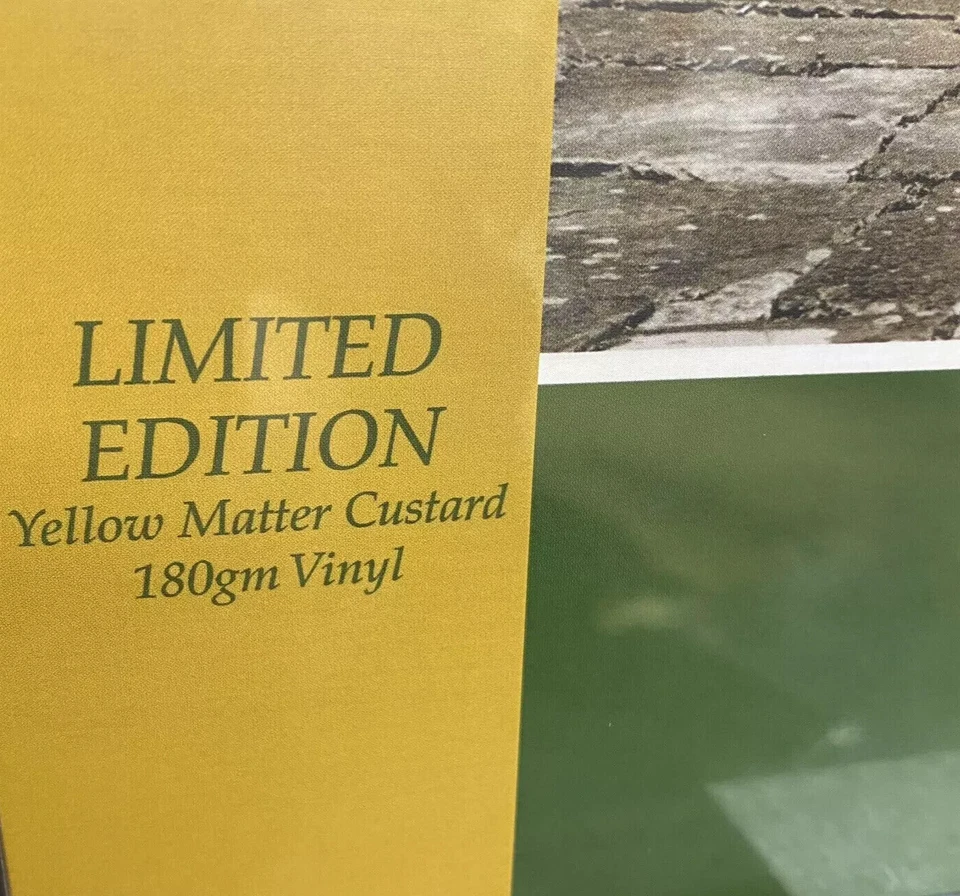 LIMITED
EDITION
Yellow Matter Custard
180gm Vinyl